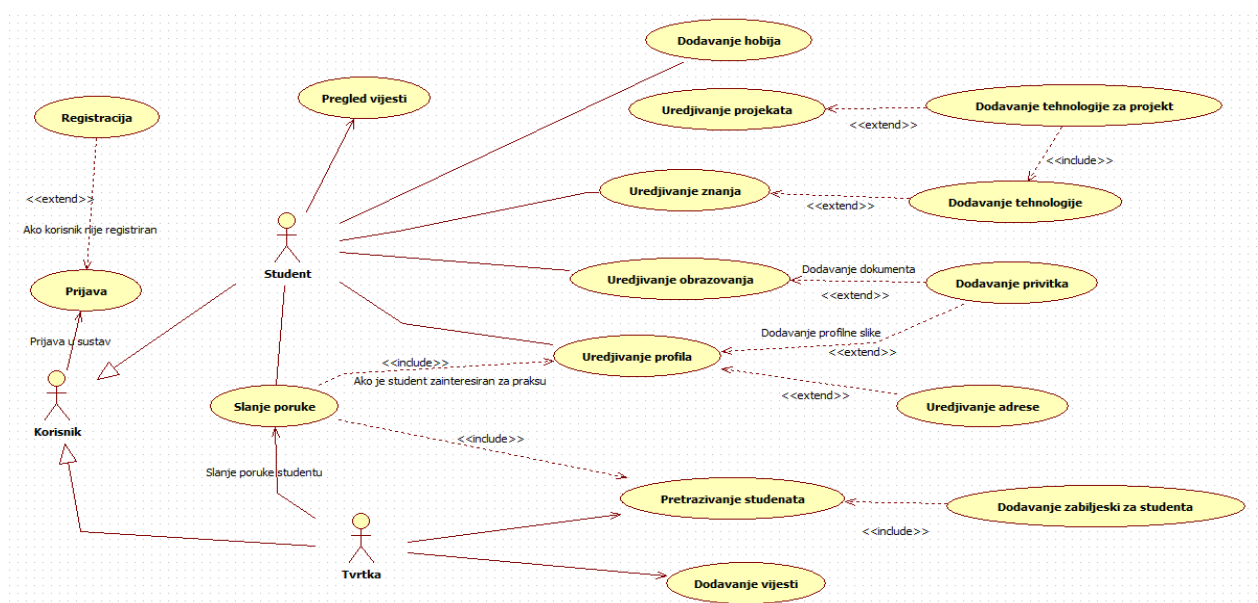 Dodavanje hobija
Pregled vijesti
Registracija
Uredjivanje projekata
Dodavanje tehnologije za projekt
<<extend>>
<<include>>
<<extend>>
Uredjivanje znanja
Dodavanje tehnologije
<<extend>>
Ako korisnik nije registriran
Student
Uredjivanje obrazovanja
Dodavanje dokumenta
<<extend>>
Dodavanje privitka
Prijava
Prijava u sustav
Dodavanje profilne slike
<<extend>>
Uredjivanje profila
<<include>>
Ako je student zainteresiran za praksu
<<extend>>
Slanje poruke
Uredjivanje adrese
Korisnik
<<include>>
Slanje poruke studentu
Pretrazivanje studenata
Dodavanje zabiljeski za studenta
<<include>>
Tvrtka
Dodavanje vijesti